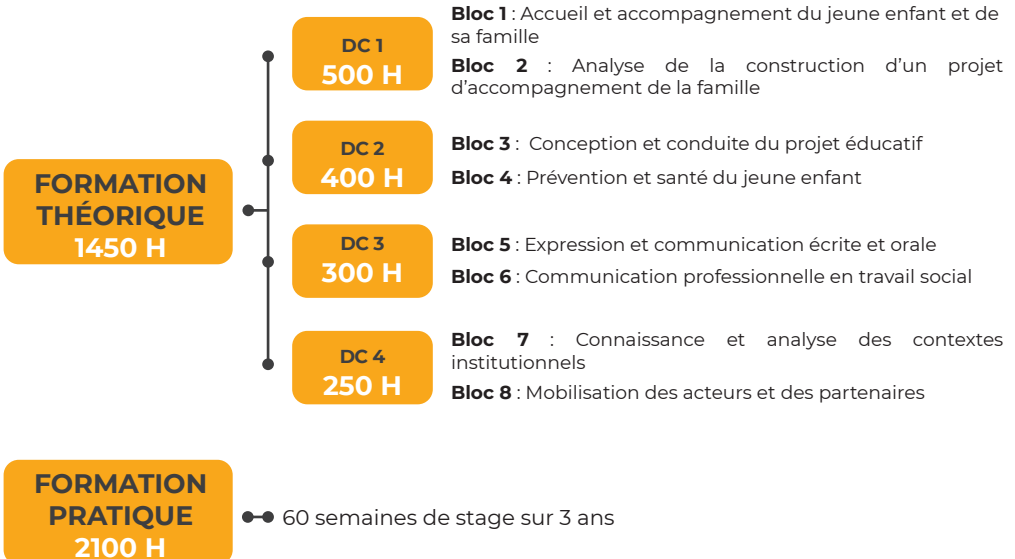 FORMATION
THÉORIQUE
1450 H
DC 1
500 H
Bloc 1 : Accueil et accompagnement du jeune enfant et de
sa famille
Bloc 2 : Analyse de la construction d'un projet
d'accompagnement de la famille
DC 2
400 H
Bloc 3 : Conception et conduite du projet éducatif
Bloc 4 : Prévention et santé du jeune enfant
DC 3
300 H
Bloc 5 : Expression et communication écrite et orale
Bloc 6 : Communication professionnelle en travail social
DC 4
250 H
Bloc 7 : Connaissance et analyse des contextes
institutionnels
Bloc 8 : Mobilisation des acteurs et des partenaires
FORMATION
PRATIQUE
2100 H
60 semaines de stage sur 3 ans